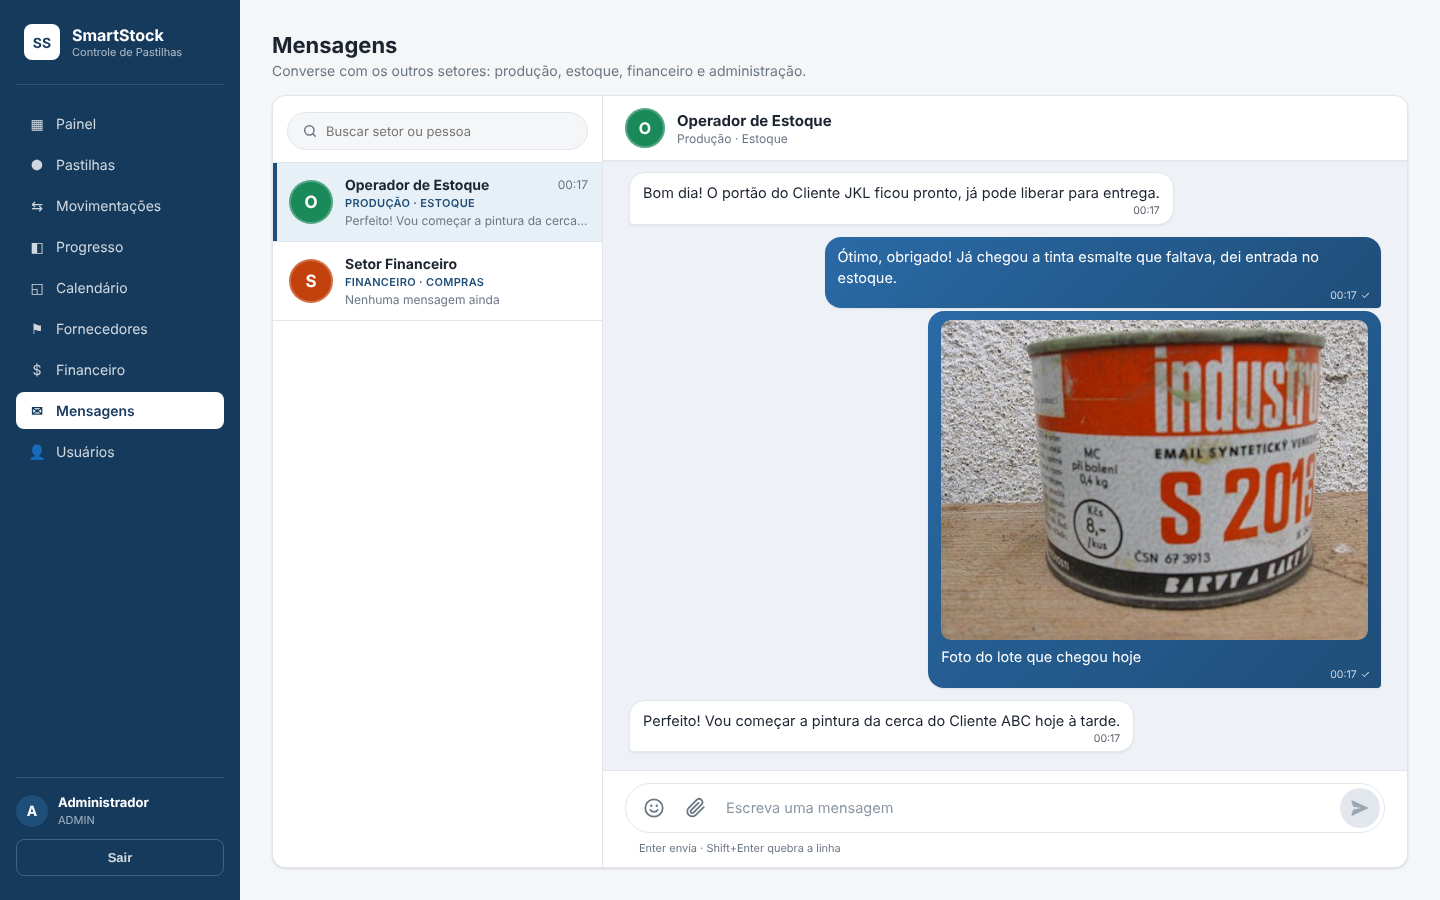 SS
SmartStock
Controle de Pastilhas
Painel
Pastilhas
Movimentações
Progresso
Calendário
Fornecedores
$ Financeiro
Mensagens
Usuários
A
Administrador
ADMIN
Sair
Mensagens
Converse com os outros setores: produção, estoque, financeiro e administração.
Buscar setor ou pessoa
O
Operador de Estoque 00:17
PRODUÇÃO · ESTOQUE
Perfeito! Vou começar a pintura da cerca...
S
Setor Financeiro
FINANCEIRO · COMPRAS
Nenhuma mensagem ainda
O
Operador de Estoque
Produção · Estoque
Bom dia! O portão do Cliente JKL ficou pronto, já pode liberar para entrega.
00:17
Ótimo, obrigado! Já chegou a tinta esmalte que faltava, dei entrada no
estoque.
00:17 ✓
industro
EMAIL SYNTETICKÝ
S 2013
MC
při balení
0,4 kg
Kčs
8,-
/kus
ČSN 67 3913
BARVY A LAKY
Foto do lote que chegou hoje
00:17 ✓
Perfeito! Vou começar a pintura da cerca do Cliente ABC hoje à tarde.
00:17
Escreva uma mensagem
Enter envia · Shift+Enter quebra a linha